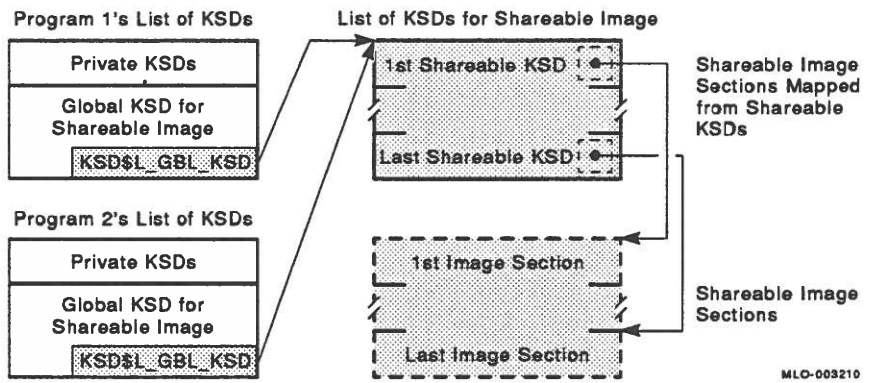 Program 1's List of KSDs
Private KSDs
Global KSD for
Shareable Image
KSD$L_GBL_KSD
Program 2's List of KSDs
Private KSDs
Global KSD for
Shareable Image
KSD$L_GBL_KSD
List of KSDs for Shareable Image
1st Shareable KSD
Last Shareable KSD
1st Image Section
Last Image Section
Shareable Image
Sections Mapped
from Shareable
KSDs
Shareable Image
Sections
MLO-003210